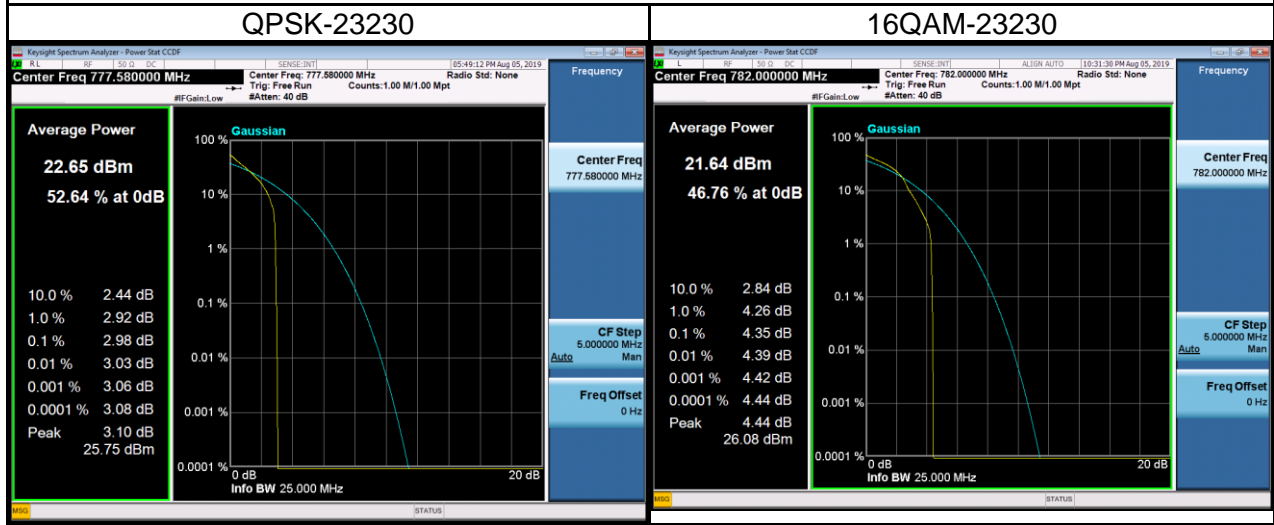 QPSK-23230
Keysight Spectrum Analyzer - Power Stat CCDF
RL RF 50 Ω DC SENSE:INT 05:49:12 PM Aug 05, 2019
Center Freq 777.580000 MHz
Center Freq: 777.580000 MHz Radio Std: None
Trig: Free Run Counts:1.00 M/1.00 Mpt
#IFGain:Low #Atten: 40 dB
Frequency
Average Power
22.65 dBm
52.64 % at 0dB
10.0 % 2.44 dB
1.0 % 2.92 dB
0.1 % 2.98 dB
0.01 % 3.03 dB
0.001 % 3.06 dB
0.0001 % 3.08 dB
Peak 3.10 dB
25.75 dBm
Gaussian
100 %
10 %
1 %
0.1 %
0.01 %
0.001 %
0.0001 %
0 dB 20 dB
Info BW 25.000 MHz
Center Freq
777.580000 MHz
CF Step
5.000000 MHz
Auto Man
Freq Offset
0 Hz
MSG STATUS
16QAM-23230
Keysight Spectrum Analyzer - Power Stat CCDF
L RF 50 Ω DC SENSE:INT ALIGN AUTO 10:31:30 PM Aug 05, 2019
Center Freq 782.000000 MHz
Center Freq: 782.000000 MHz Radio Std: None
Trig: Free Run Counts:1.00 M/1.00 Mpt
#IFGain:Low #Atten: 40 dB
Frequency
Average Power
21.64 dBm
46.76 % at 0dB
10.0 % 2.84 dB
1.0 % 4.26 dB
0.1 % 4.35 dB
0.01 % 4.39 dB
0.001 % 4.42 dB
0.0001 % 4.44 dB
Peak 4.44 dB
26.08 dBm
Gaussian
100 %
10 %
1 %
0.1 %
0.01 %
0.001 %
0.0001 %
0 dB 20 dB
Info BW 25.000 MHz
Center Freq
782.000000 MHz
CF Step
5.000000 MHz
Auto Man
Freq Offset
0 Hz
MSG STATUS